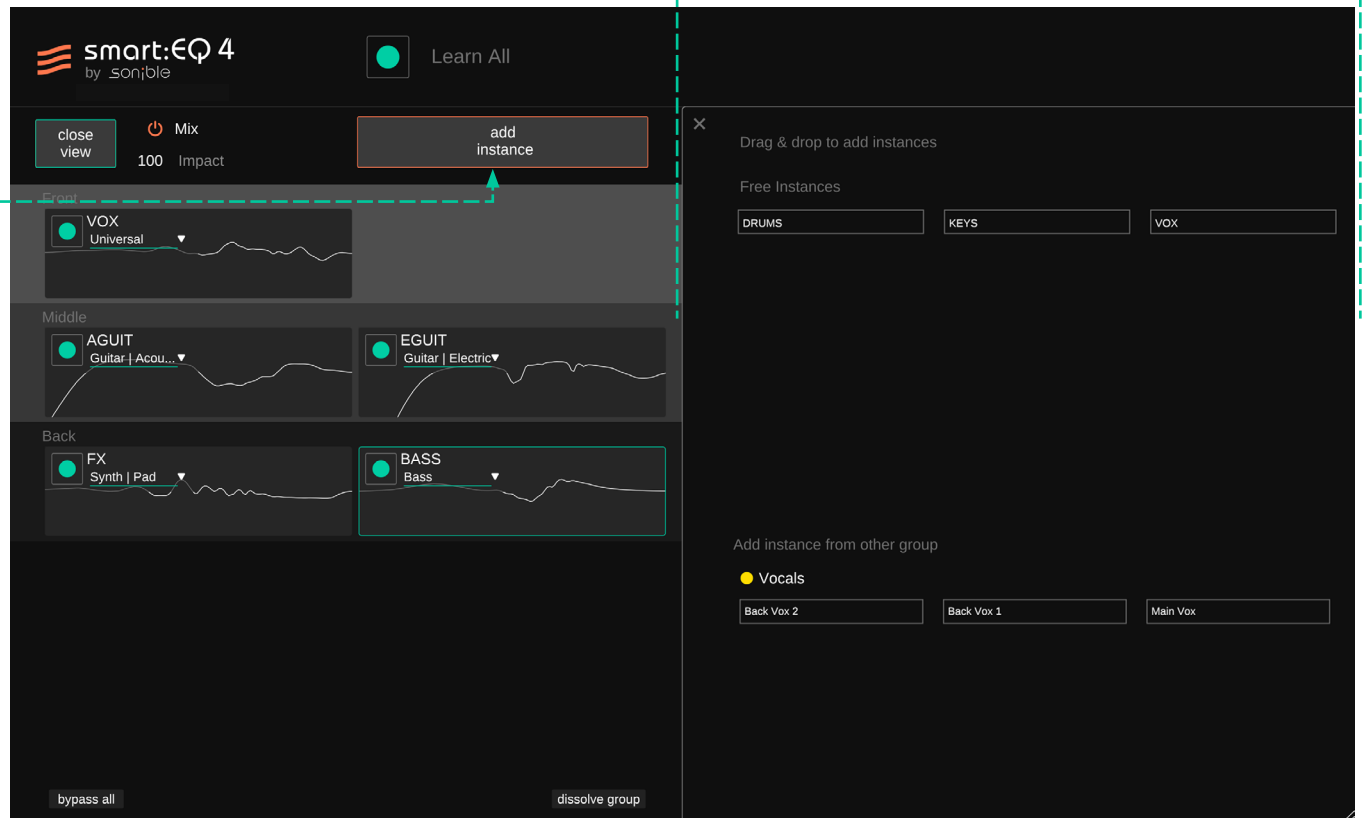 smart:EQ 4
by sonible
Learn All
close
view
Mix
100 Impact
add
instance
Drag & drop to add instances
Free Instances
DRUMS
KEYS
VOX
Front
VOX
Universal
Middle
AGUIT
Guitar | Acou...
EGUIT
Guitar | Electric
Back
FX
Synth | Pad
BASS
Bass
Add instance from other group
Vocals
Back Vox 2
Back Vox 1
Main Vox
bypass all
dissolve group